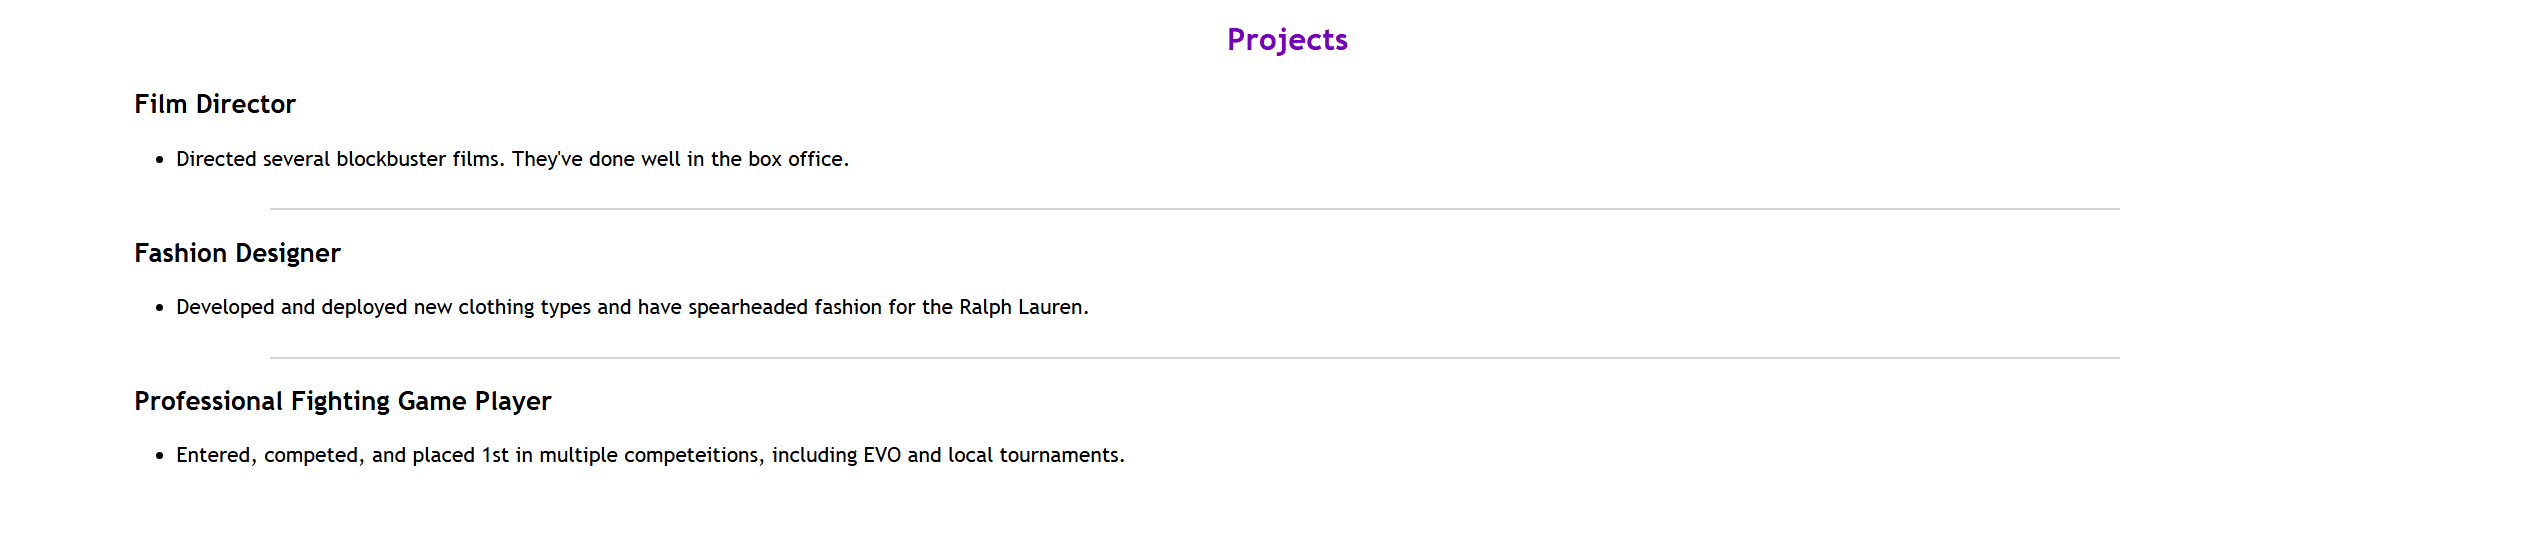 Projects
Film Director
• Directed several blockbuster films. They've done well in the box office.
Fashion Designer
• Developed and deployed new clothing types and have spearheaded fashion for the Ralph Lauren.
Professional Fighting Game Player
• Entered, competed, and placed 1st in multiple competeitions, including EVO and local tournaments.